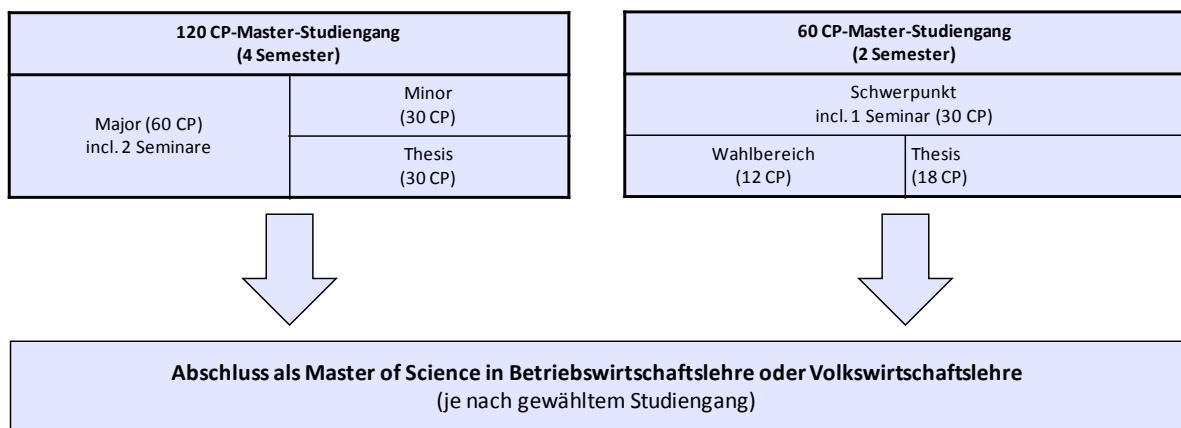 120 CP-Master-Studiengang
(4 Semester)
Major (60 CP)
incl. 2 Seminare
Minor
(30 CP)
Thesis
(30 CP)
60 CP-Master-Studiengang
(2 Semester)
Schwerpunkt
incl. 1 Seminar (30 CP)
Wahlbereich
(12 CP)
Thesis
(18 CP)
Abschluss als Master of Science in Betriebswirtschaftslehre oder Volkswirtschaftslehre
(je nach gewähltem Studiengang)